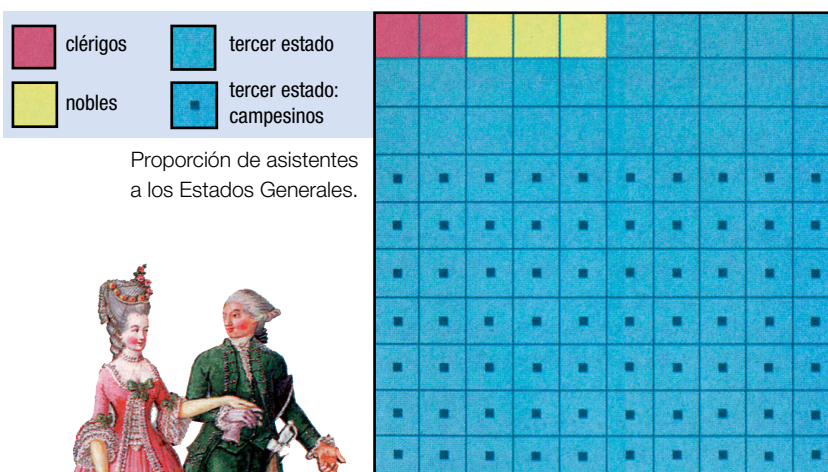 clérigos
tercer estado
nobles
tercer estado:
campesinos
Proporción de asistentes
a los Estados Generales.